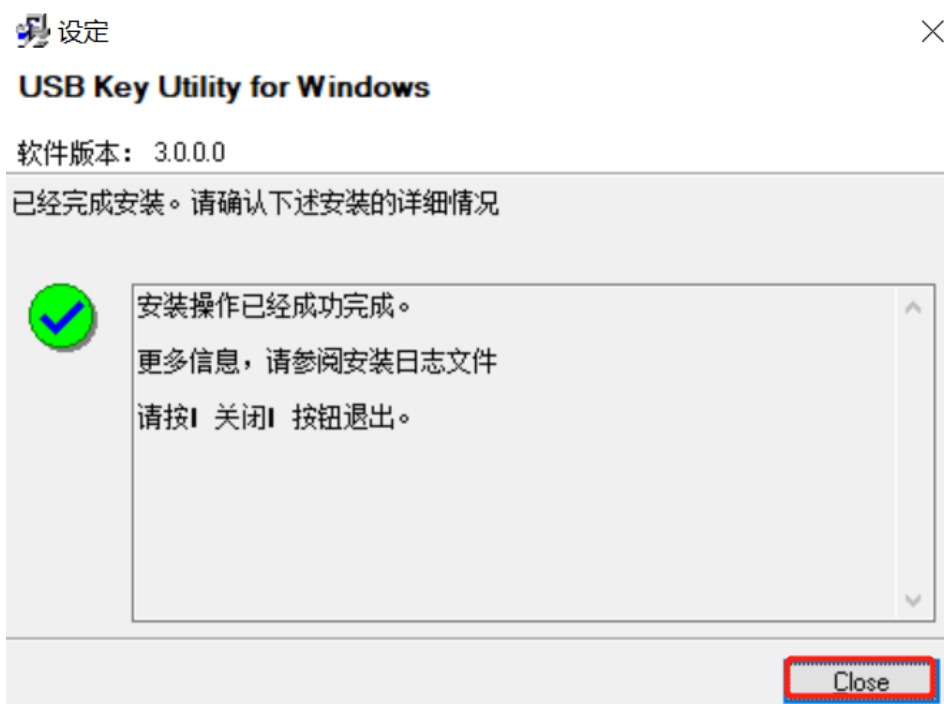 设定
USB Key Utility for Windows
软件版本： 3.0.0.0
已经完成安装。请确认下述安装的详细情况
安装操作已经成功完成。
更多信息，请参阅安装日志文件
请按I 关闭I 按钮退出。
Close